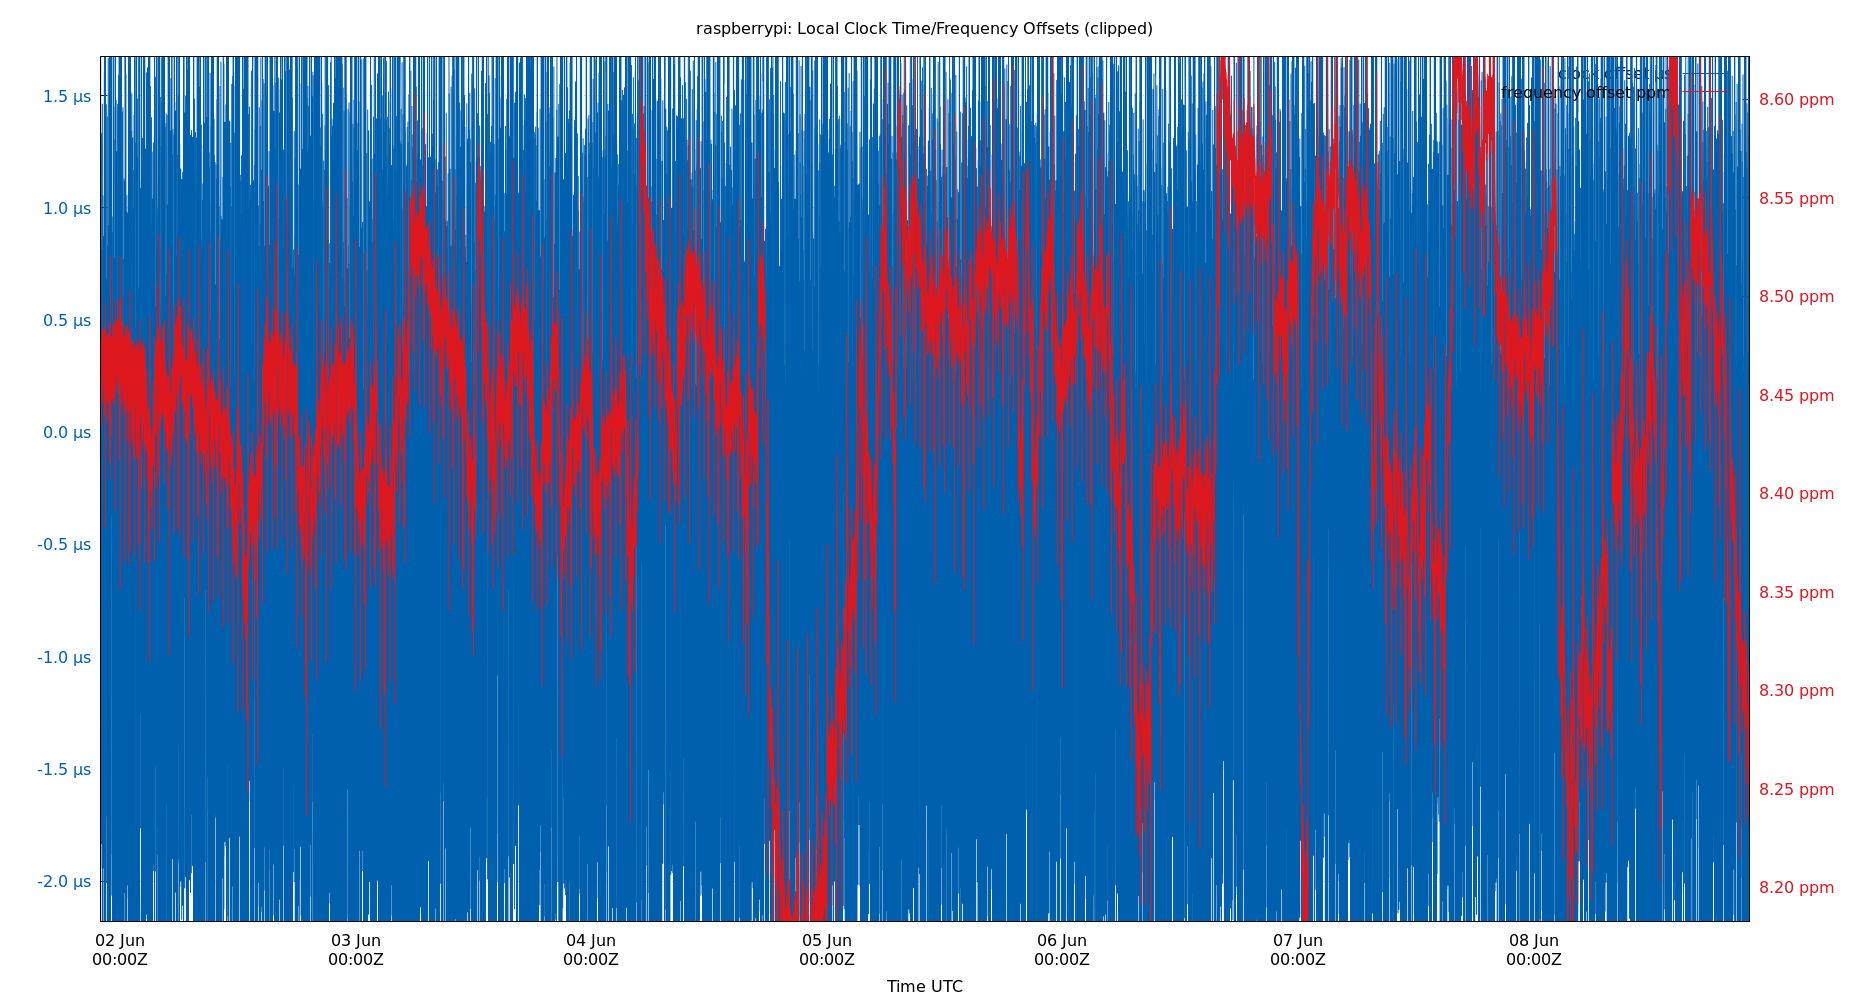 raspberrypi: Local Clock Time/Frequency Offsets (clipped)
clock offset us
frequency offset ppm
1.5 µs
1.0 µs
0.5 µs
0.0 µs
-0.5 µs
-1.0 µs
-1.5 µs
-2.0 µs
8.60 ppm
8.55 ppm
8.50 ppm
8.45 ppm
8.40 ppm
8.35 ppm
8.30 ppm
8.25 ppm
8.20 ppm
02 Jun 03 Jun 04 Jun 05 Jun 06 Jun 07 Jun 08 Jun
00:00Z 00:00Z 00:00Z 00:00Z 00:00Z 00:00Z 00:00Z
Time UTC